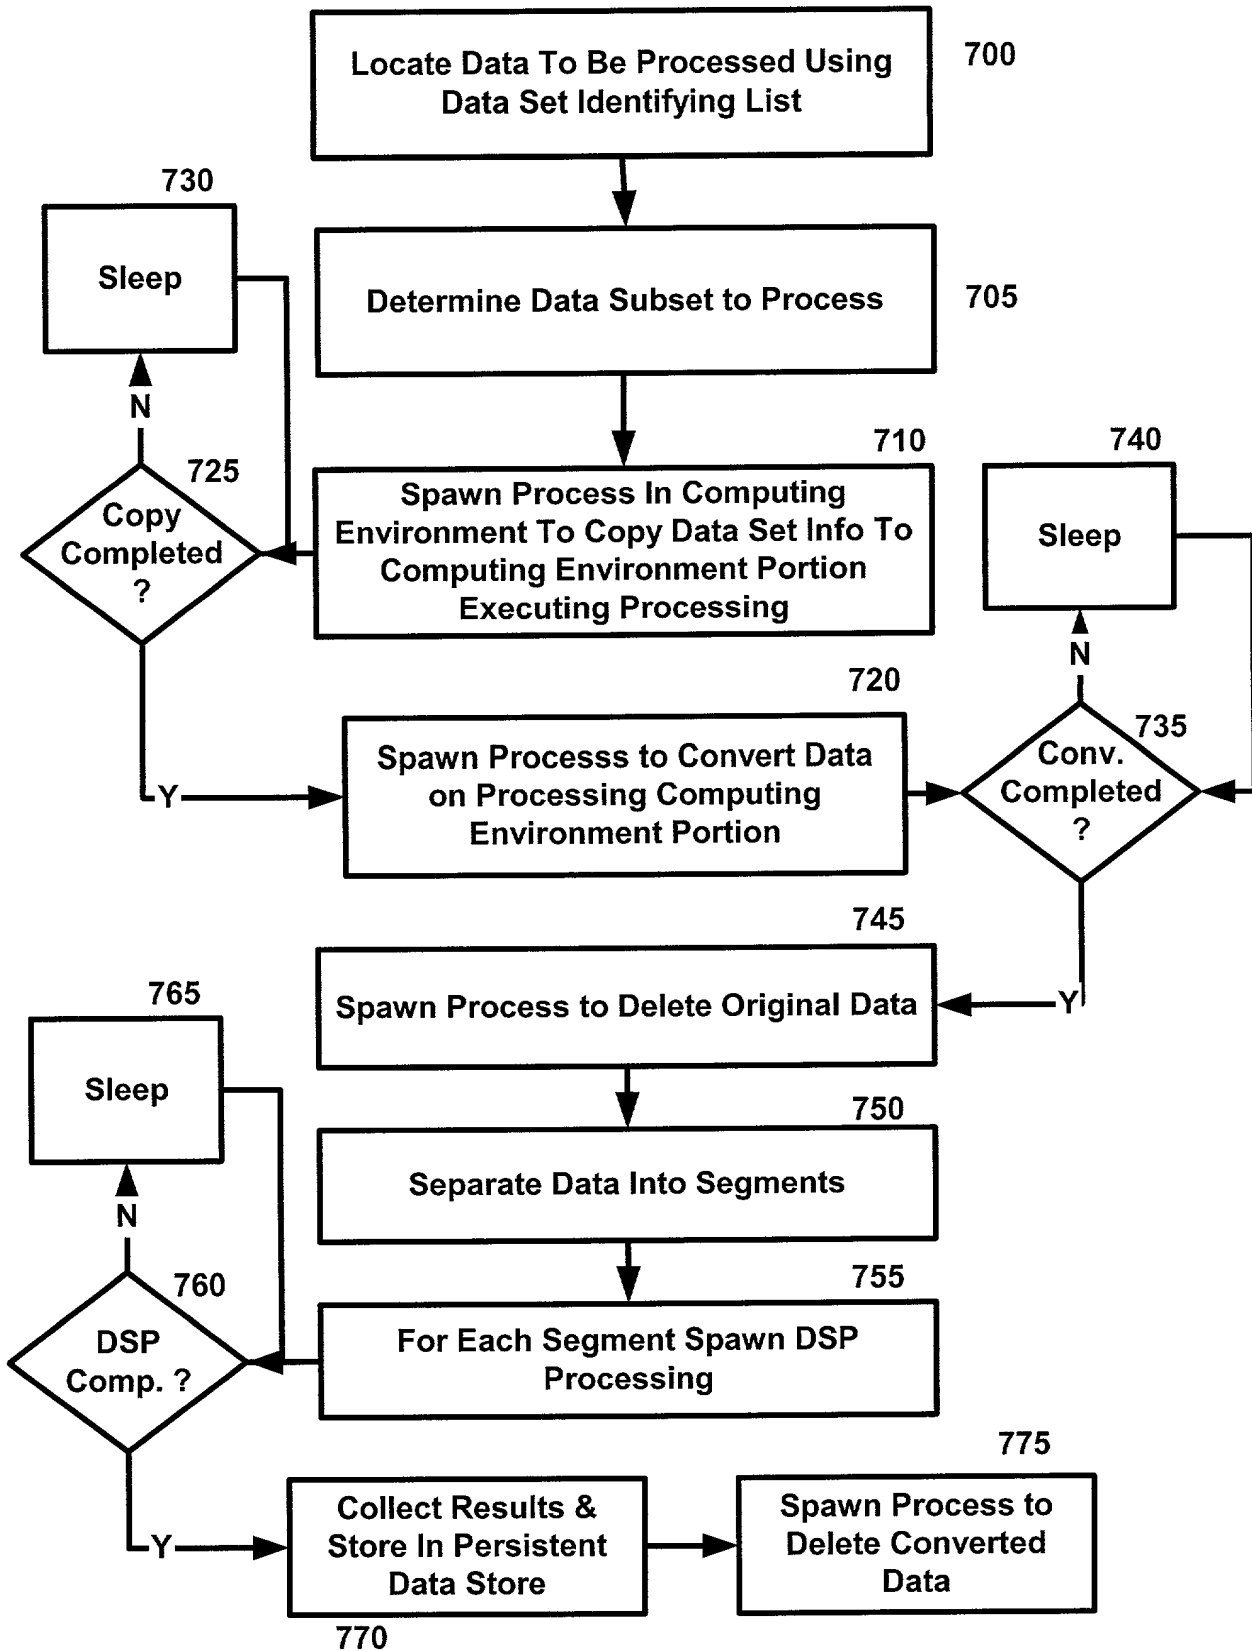 Locate Data To Be Processed Using
Data Set Identifying List
700
730
Sleep
Determine Data Subset to Process
705
N
725
Copy
Completed
?
710
Spawn Process In Computing
Environment To Copy Data Set Info To
Computing Environment Portion
Executing Processing
740
Sleep
N
720
Y
Spawn Processs to Convert Data
on Processing Computing
Environment Portion
735
Conv.
Completed
?
745
Spawn Process to Delete Original Data
Y
765
Sleep
750
Separate Data Into Segments
N
760
DSP
Comp. ?
755
For Each Segment Spawn DSP
Processing
Y
Collect Results &
Store In Persistent
Data Store
770
775
Spawn Process to
Delete Converted
Data